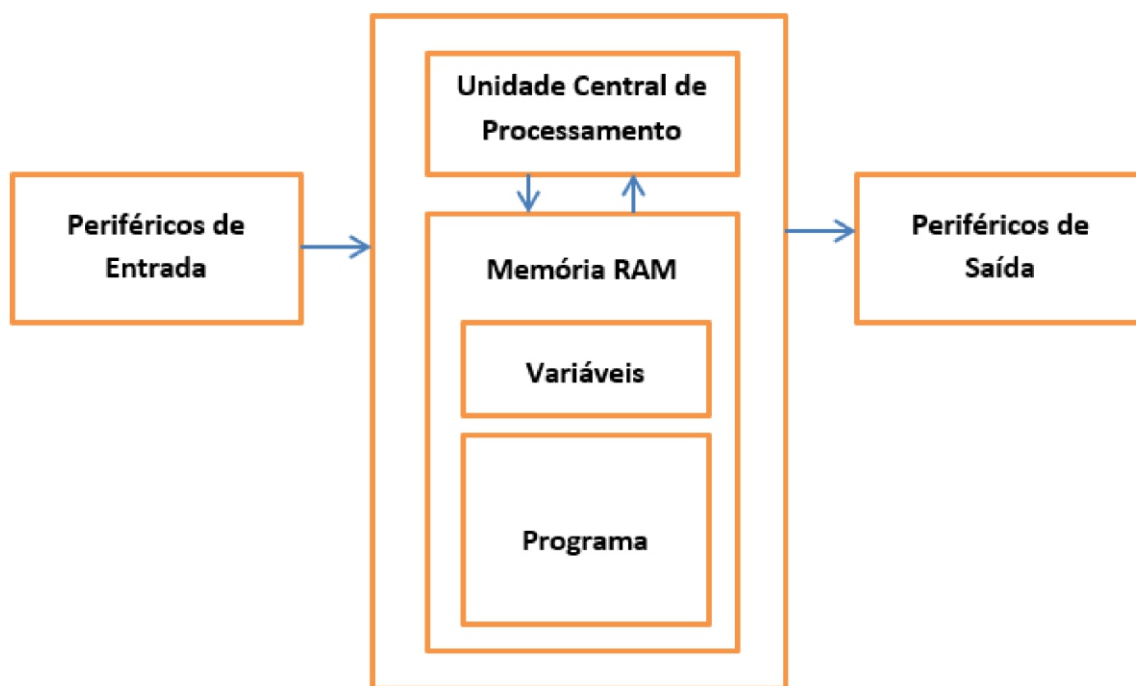 Unidade Central de
Processamento
Periféricos de
Entrada
Memória RAM
Variáveis
Programa
Periféricos de
Saída